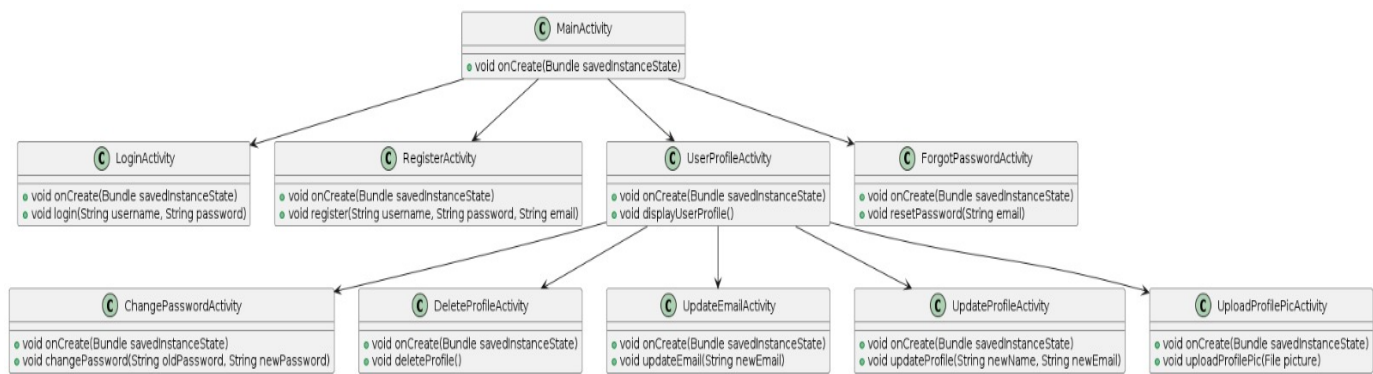 C MainActivity
void onCreate(Bundle savedInstanceState)
C LoginActivity
void onCreate(Bundle savedInstanceState)
void login(String username, String password)
C RegisterActivity
void onCreate(Bundle savedInstanceState)
void register(String username, String password, String email)
C UserProfileActivity
void onCreate(Bundle savedInstanceState)
void displayUserProfile()
C ForgotPasswordActivity
void onCreate(Bundle savedInstanceState)
void resetPassword(String email)
C ChangePasswordActivity
void onCreate(Bundle savedInstanceState)
void changePassword(String oldPassword, String newPassword)
C DeleteProfileActivity
void onCreate(Bundle savedInstanceState)
void deleteProfile()
C UpdateEmailActivity
void onCreate(Bundle savedInstanceState)
void updateEmail(String newEmail)
C UpdateProfileActivity
void onCreate(Bundle savedInstanceState)
void updateProfile(String newName, String newEmail)
C UploadProfilePicActivity
void onCreate(Bundle savedInstanceState)
void uploadProfilePic(File picture)